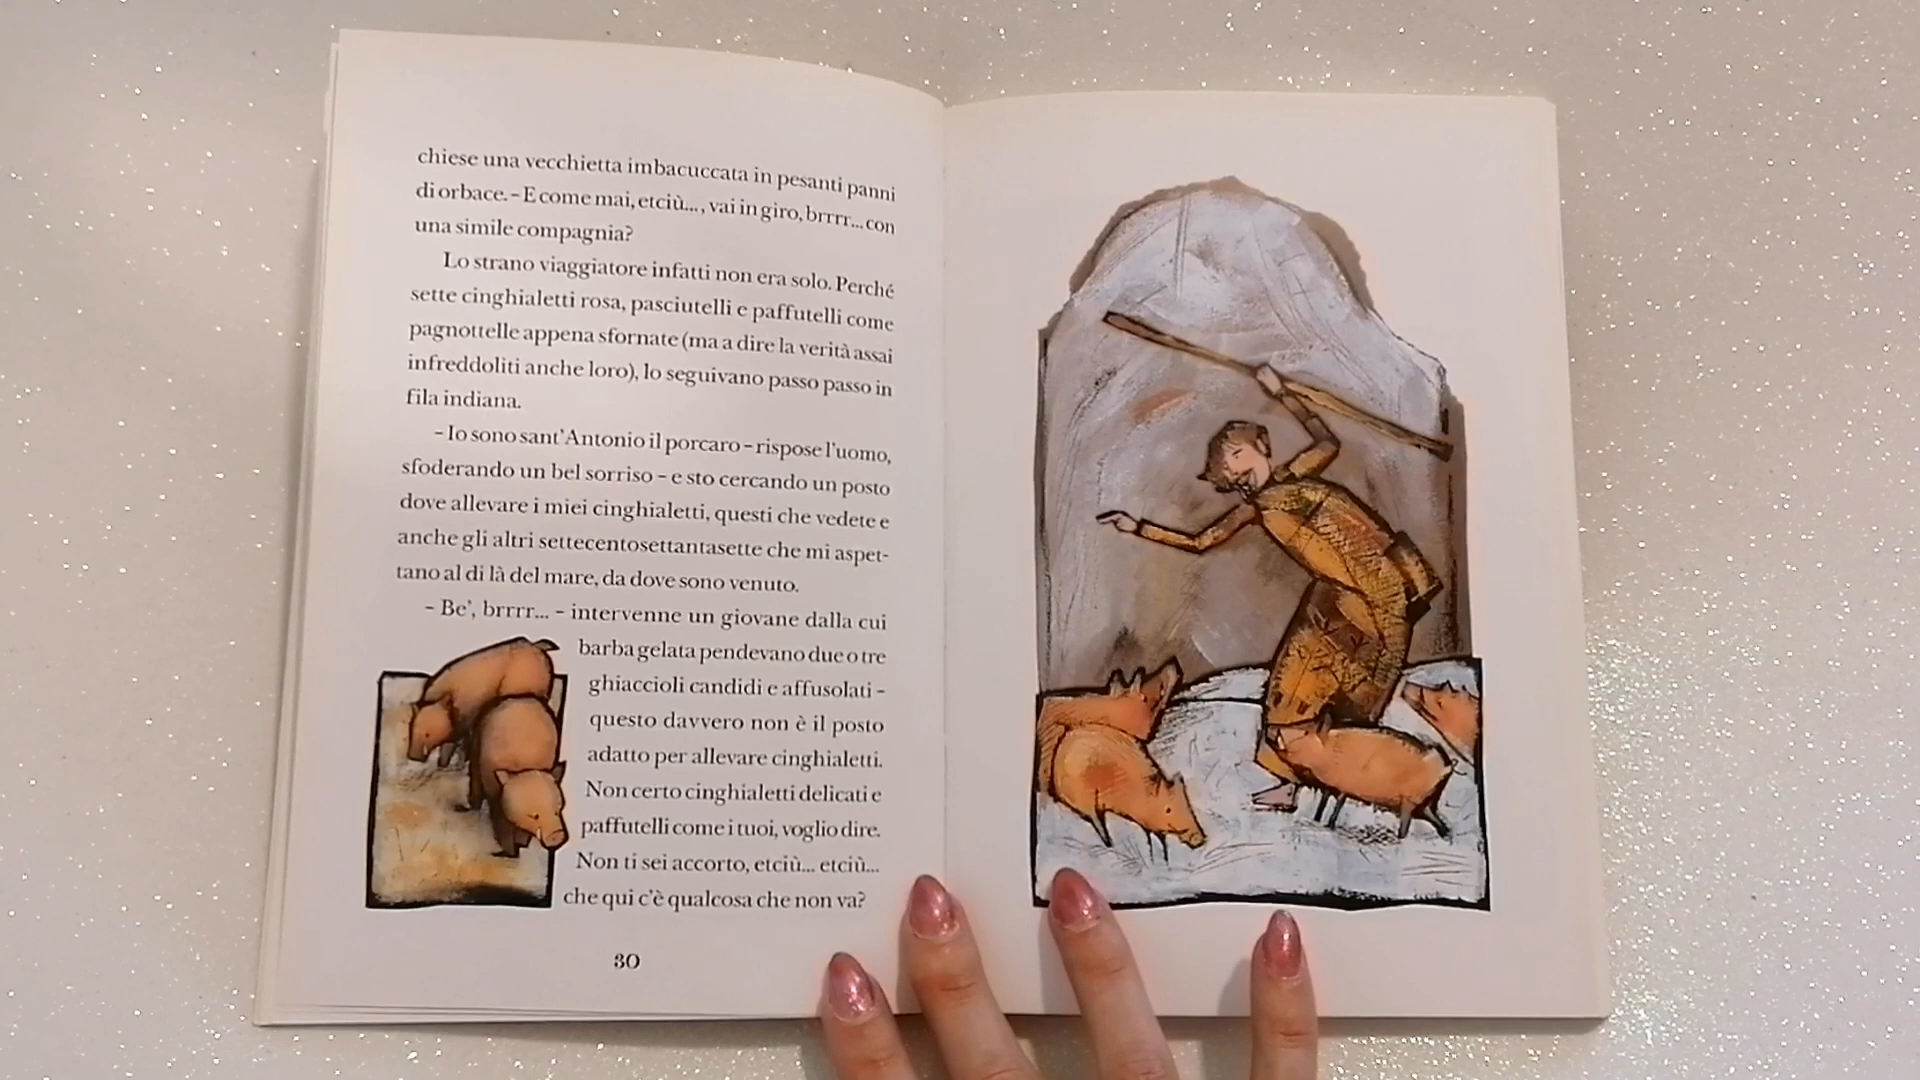 chiese una vecchietta imbacuccata in pesanti panni
di orbace. – E come mai, etciù..., vai in giro, brrrr... con
una simile compagnia?
Lo strano viaggiatore infatti non era solo. Perché
sette cinghialetti rosa, pasciutelli e paffutelli come
pagnottelle appena sfornate (ma a dire la verità assai
infreddoliti anche loro), lo seguivano passo passo in
fila indiana.
– Io sono sant'Antonio il porcaro – rispose l'uomo,
sfoderando un bel sorriso – e sto cercando un posto
dove allevare i miei cinghialetti, questi che vedete e
anche gli altri settecentosettantasette che mi aspet-
tano al di là del mare, da dove sono venuto.
– Be', brrrr... – intervenne un giovane dalla cui
barba gelata pendevano due o tre
ghiaccioli candidi e affusolati –
questo davvero non è il posto
adatto per allevare cinghialetti.
Non certo cinghialetti delicati e
paffutelli come i tuoi, voglio dire.
Non ti sei accorto, etciù... etciù...
che qui c'è qualcosa che non va?
30